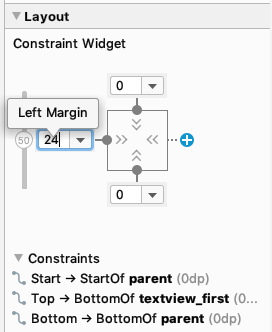 Layout
Constraint Widget
0
Left Margin
50
24
0
Constraints
Start → StartOf parent (0dp)
Top → BottomOf textview_first (0...
Bottom → BottomOf parent (0dp)